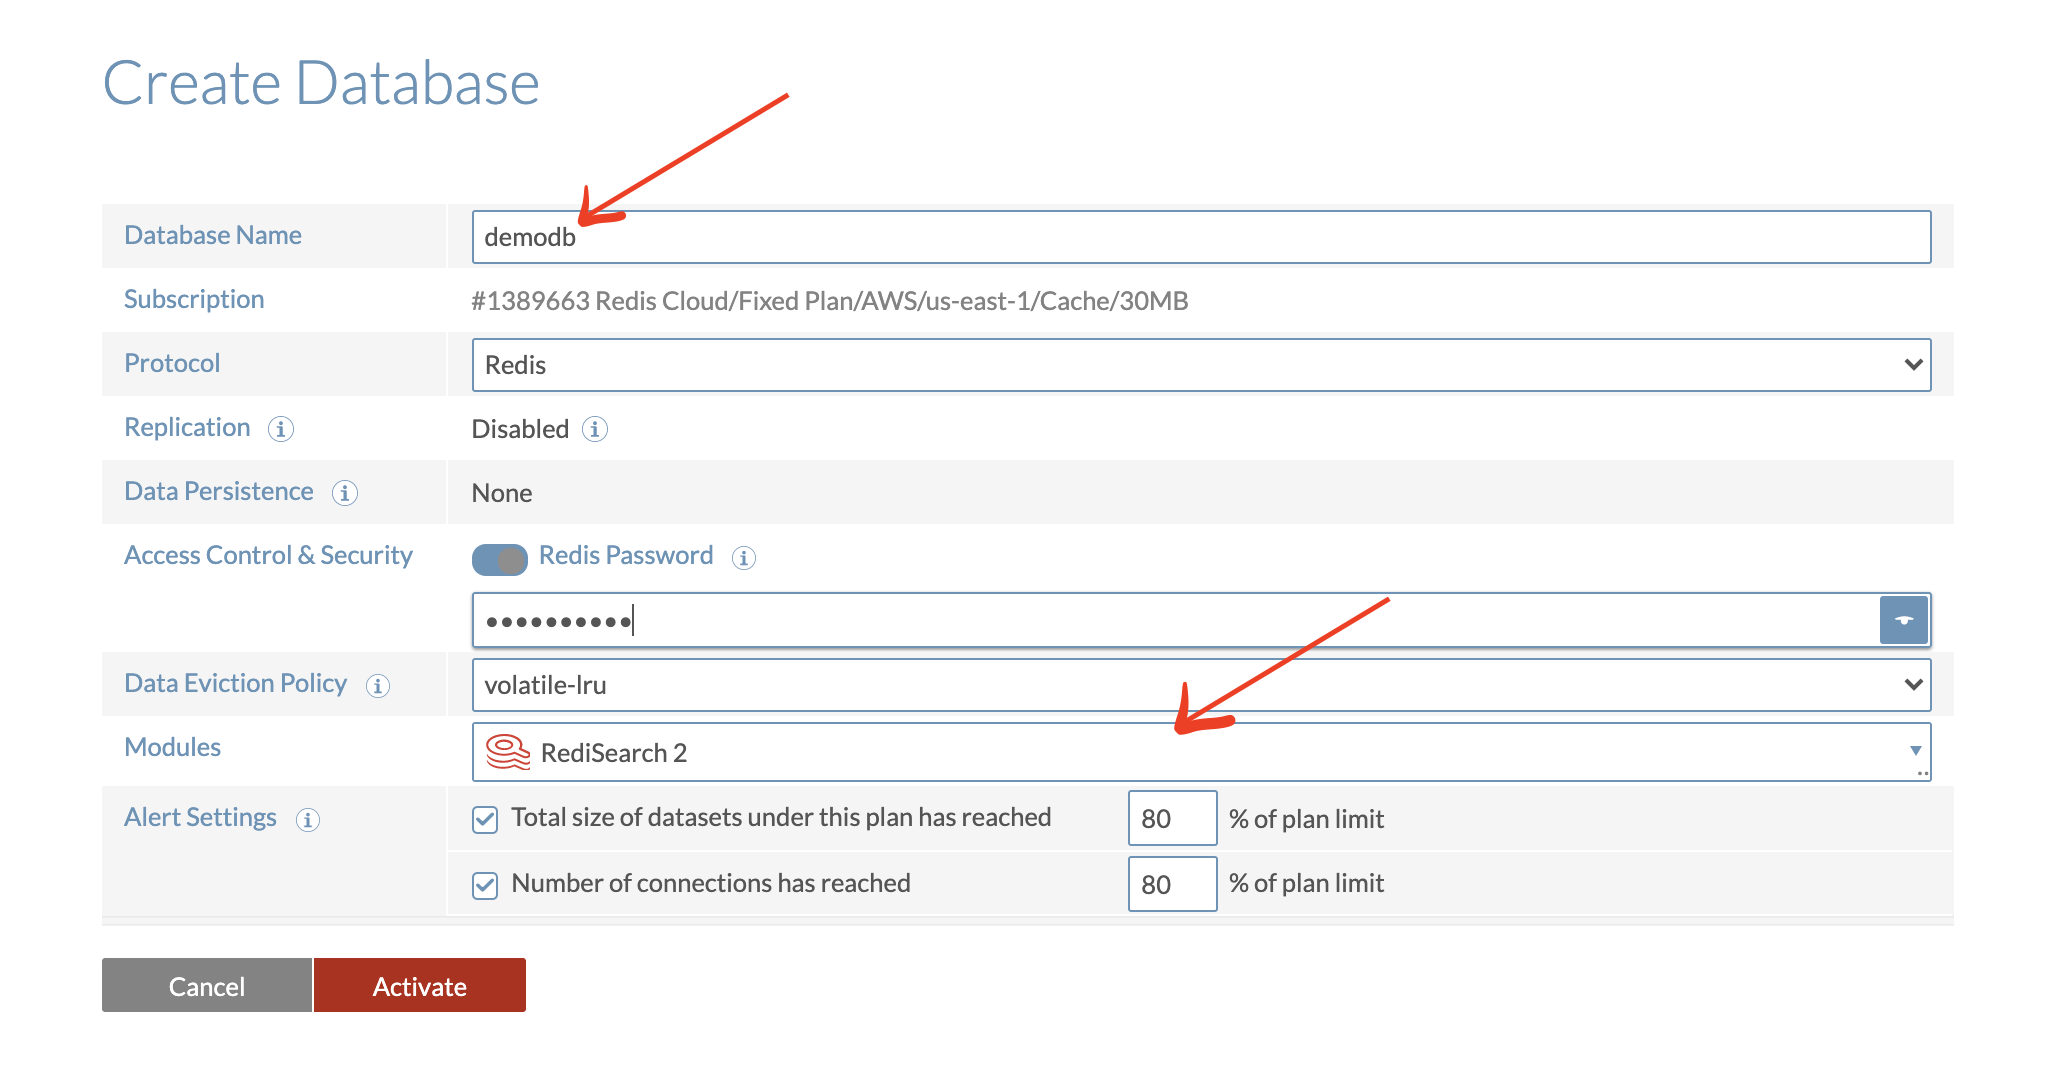 Create Database
Database Name
demodb
Subscription
#1389663 Redis Cloud/Fixed Plan/AWS/us-east-1/Cache/30MB
Protocol
Redis
Replication
Disabled
Data Persistence
None
Access Control & Security
Redis Password
••••••••••
Data Eviction Policy
volatile-lru
Modules
RediSearch 2
Alert Settings
Total size of datasets under this plan has reached 80 % of plan limit
Number of connections has reached 80 % of plan limit
Cancel
Activate